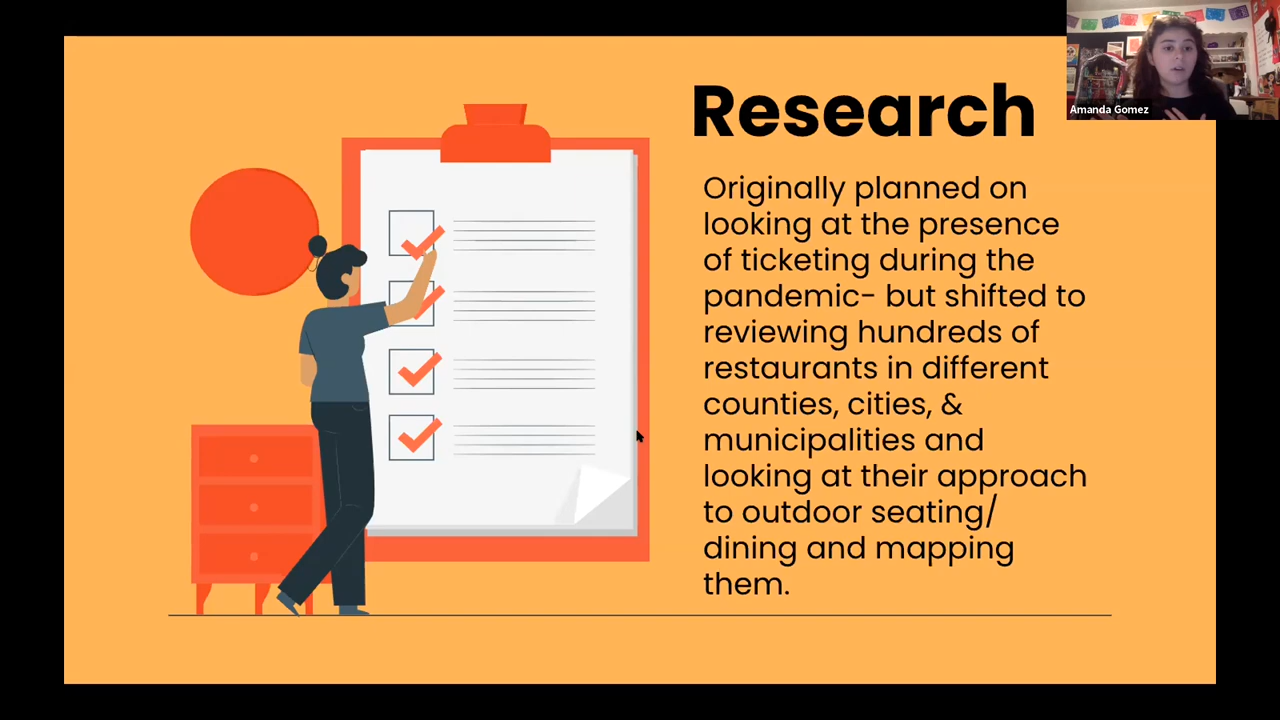 Research
Amanda Gomez
Originally planned on
looking at the presence
of ticketing during the
pandemic- but shifted to
reviewing hundreds of
restaurants in different
counties, cities, &
municipalities and
looking at their approach
to outdoor seating/
dining and mapping
them.